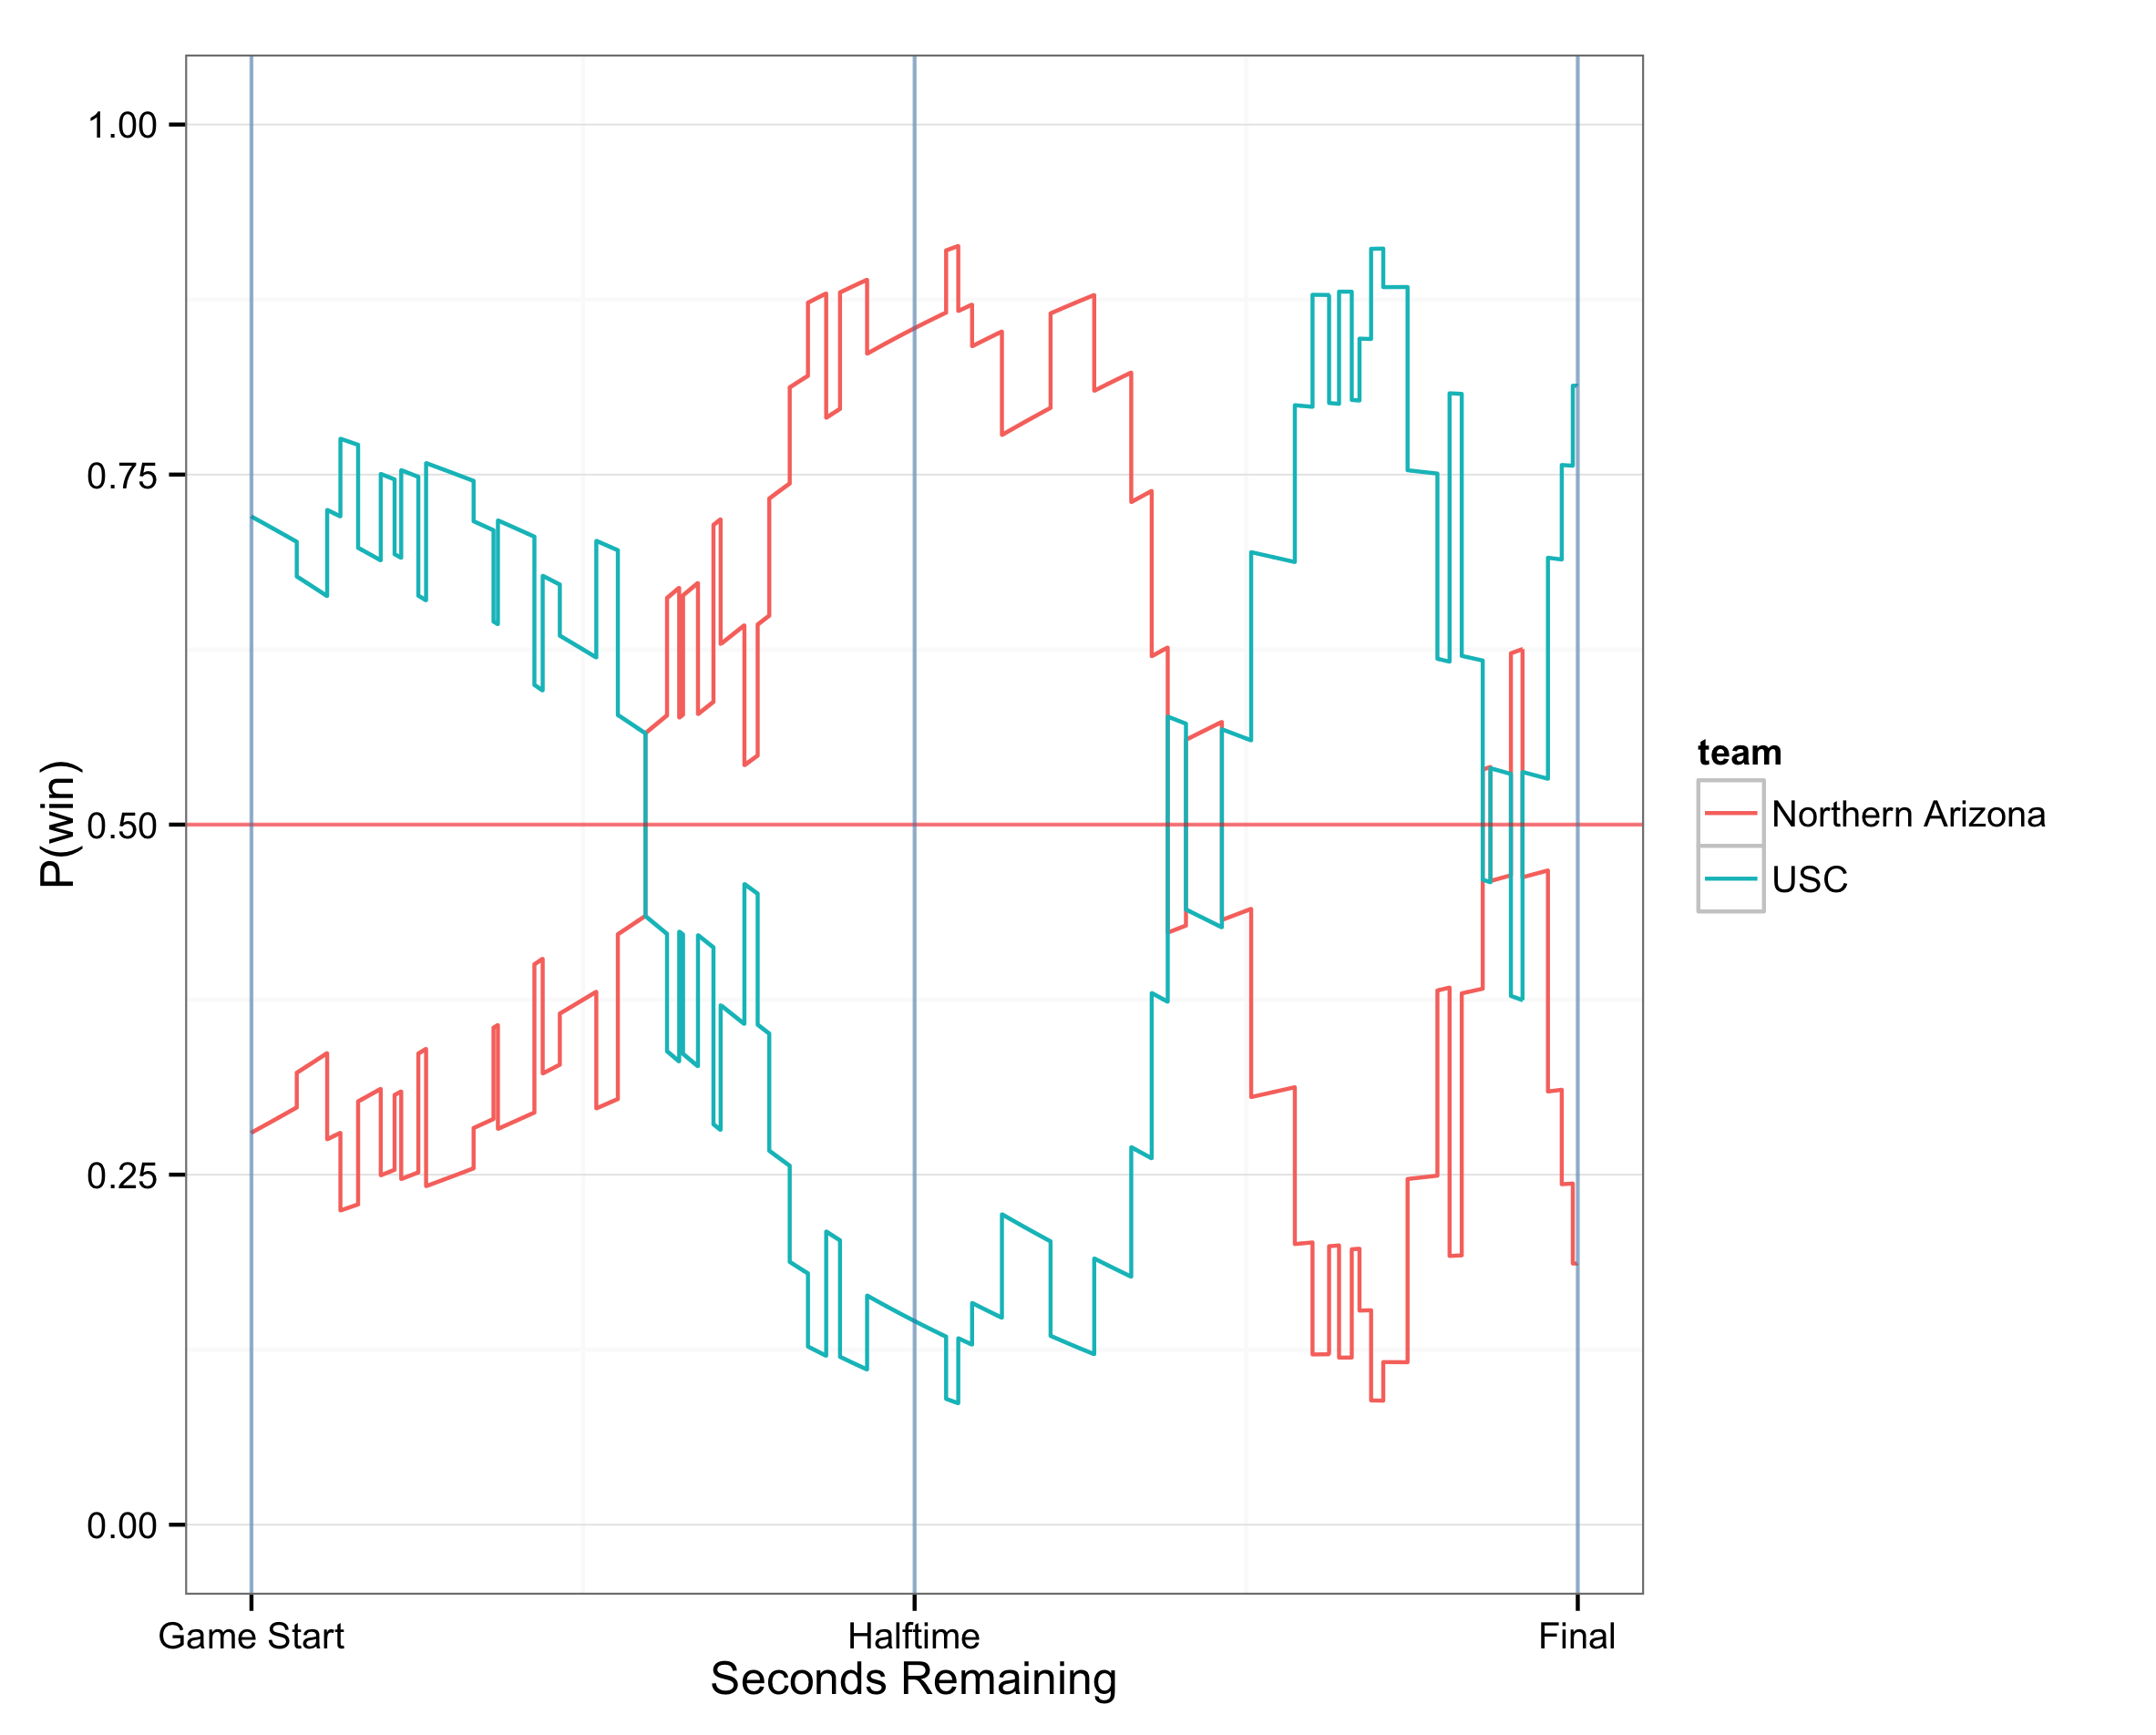 1.00
0.75
0.50
0.25
0.00
P(win)
Game Start
Halftime
Final
Seconds Remaining
team
Northern Arizona
USC